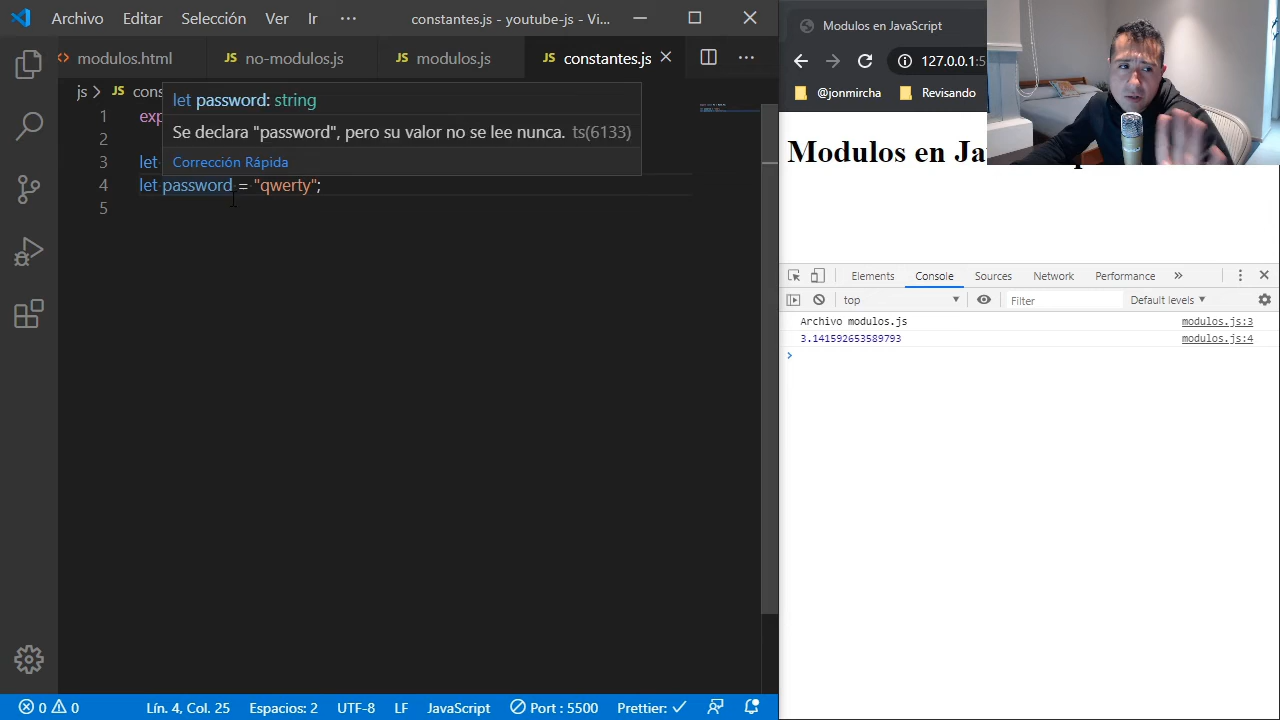 Archivo Editar Selección Ver Ir ··· constantes.js - youtube-js - Vi...
modulos.html no-modulos.js modulos.js constantes.js
JS JS JS
js > JS cons
let password: string
Se declara "password", pero su valor no se lee nunca. ts(6133)
Corrección Rápida
1 exp
2
3 let
4 let password = "qwerty";
5
0 0 Lín. 4, Col. 25 Espacios: 2 UTF-8 LF JavaScript Port : 5500 Prettier: ✓
Modulos en JavaScript
127.0.0.1:5
@jonmircha Revisando
Modulos en Ja
Elements Console Sources Network Performance »
top Filter Default levels ▼
Archivo modulos.js modulos.js:3
3.141592653589793 modulos.js:4
>